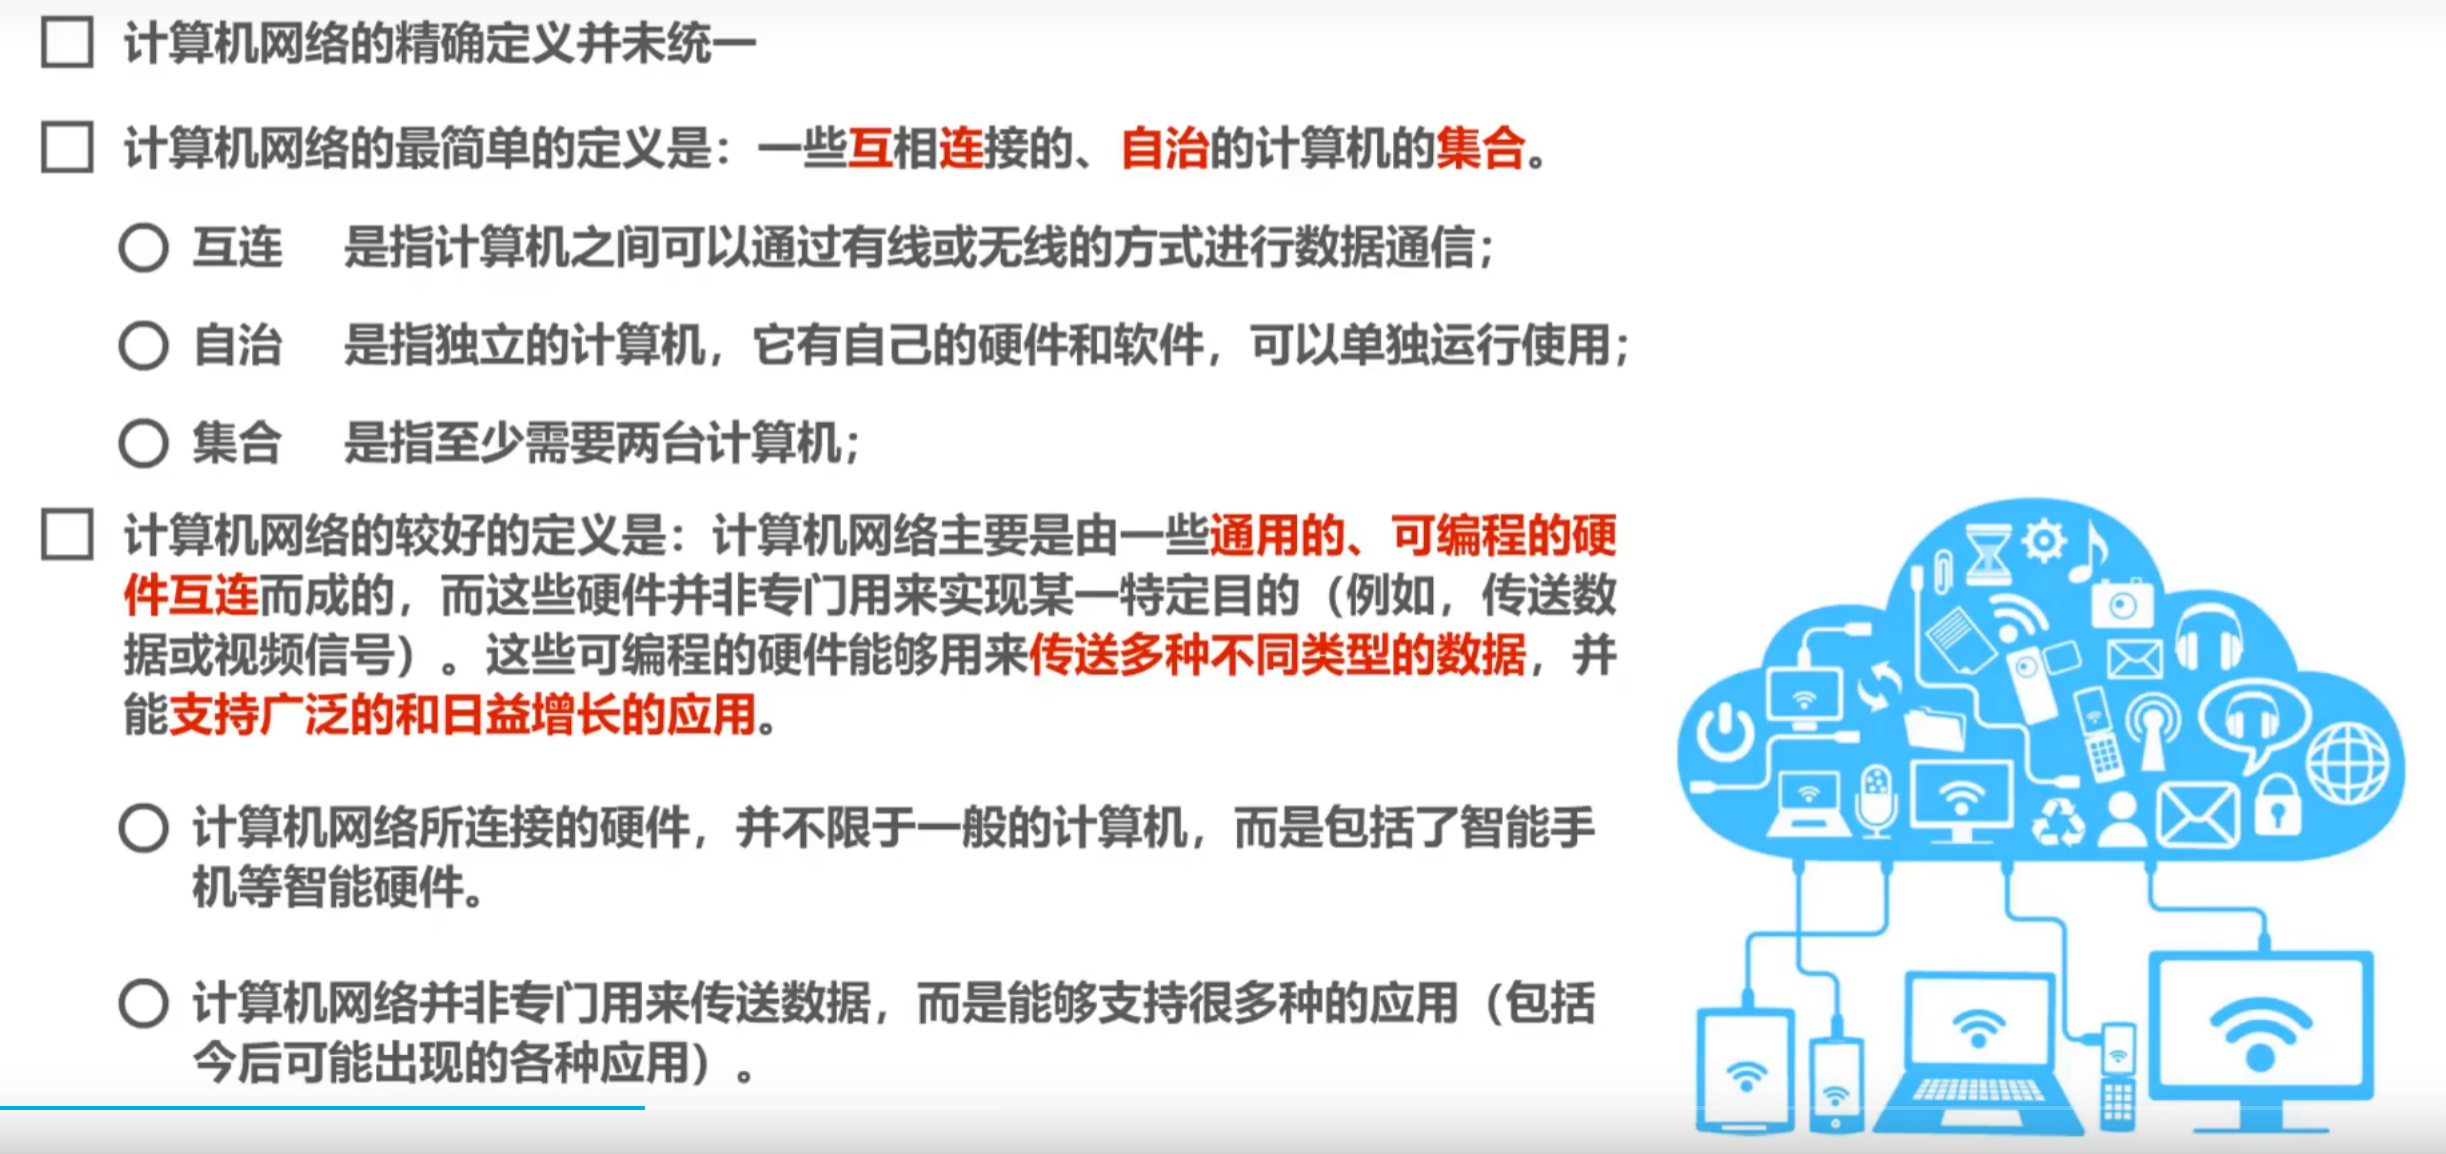 计算机网络的精确定义并未统一
计算机网络的最简单的定义是：一些互相连接的、自治的计算机的集合。
互连 是指计算机之间可以通过有线或无线的方式进行数据通信；
自治 是指独立的计算机，它有自己的硬件和软件，可以单独运行使用；
集合 是指至少需要两台计算机；
计算机网络的较好的定义是：计算机网络主要是由一些通用的、可编程的硬
件互连而成的，而这些硬件并非专门用来实现某一特定目的（例如，传送数
据或视频信号）。这些可编程的硬件能够用来传送多种不同类型的数据，并
能支持广泛的和日益增长的应用。
计算机网络所连接的硬件，并不限于一般的计算机，而是包括了智能手
机等智能硬件。
计算机网络并非专门用来传送数据，而是能够支持很多种的应用（包括
今后可能出现的各种应用）。